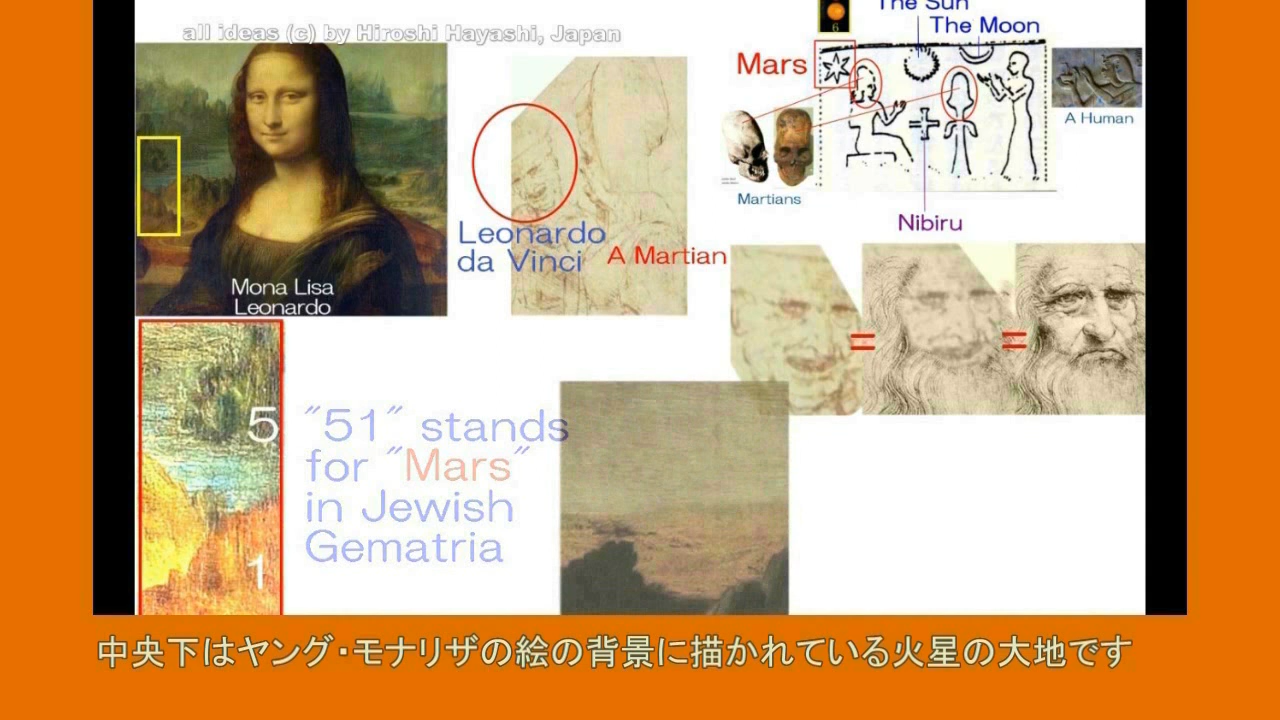 all ideas (c) by Hiroshi Hayashi, Japan
The Sun
The Moon
6
Mars
A Human
Martians
Nibiru
Leonardo
da Vinci
A Martian
Mona Lisa
Leonardo
=
=
5
1
"51" stands
for "Mars"
in Jewish
Gematria
中央下はヤング・モナリザの絵の背景に描かれている火星の大地です